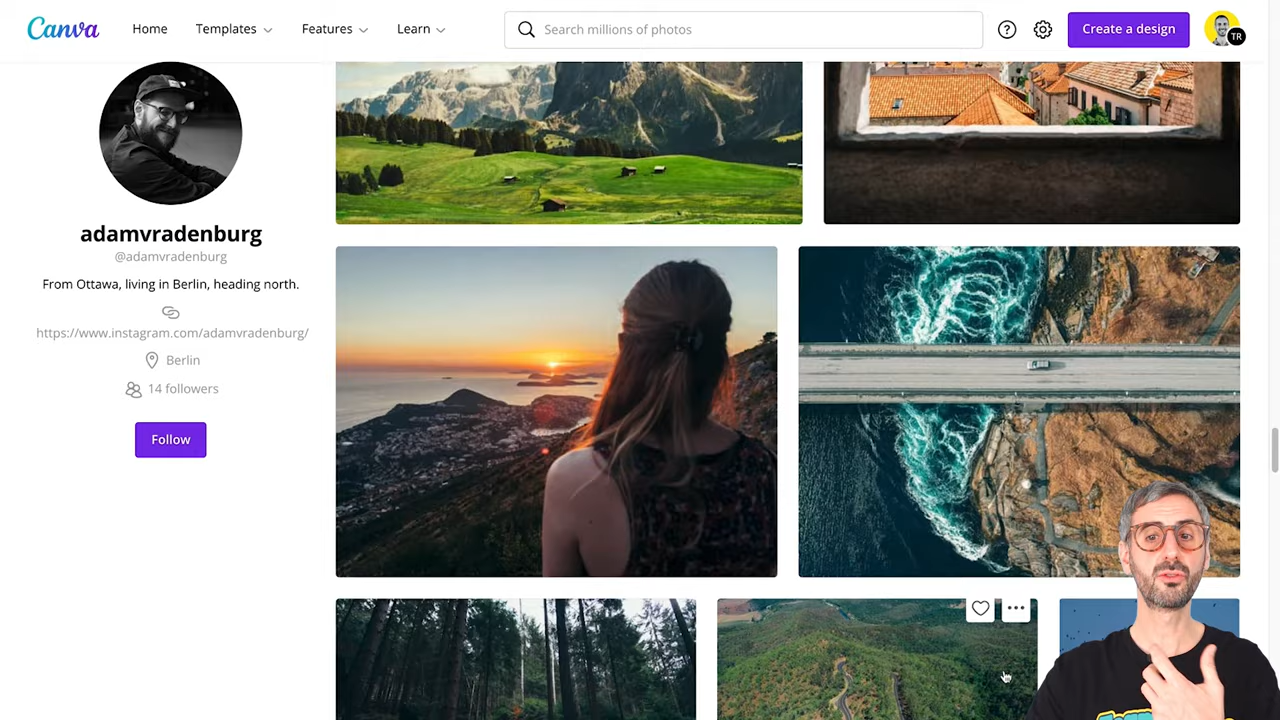 Canva
Home
Templates
Features
Learn
Search millions of photos
Create a design
TR
adamvradenburg
@adamvradenburg
From Ottawa, living in Berlin, heading north.
https://www.instagram.com/adamvradenburg/
Berlin
14 followers
Follow